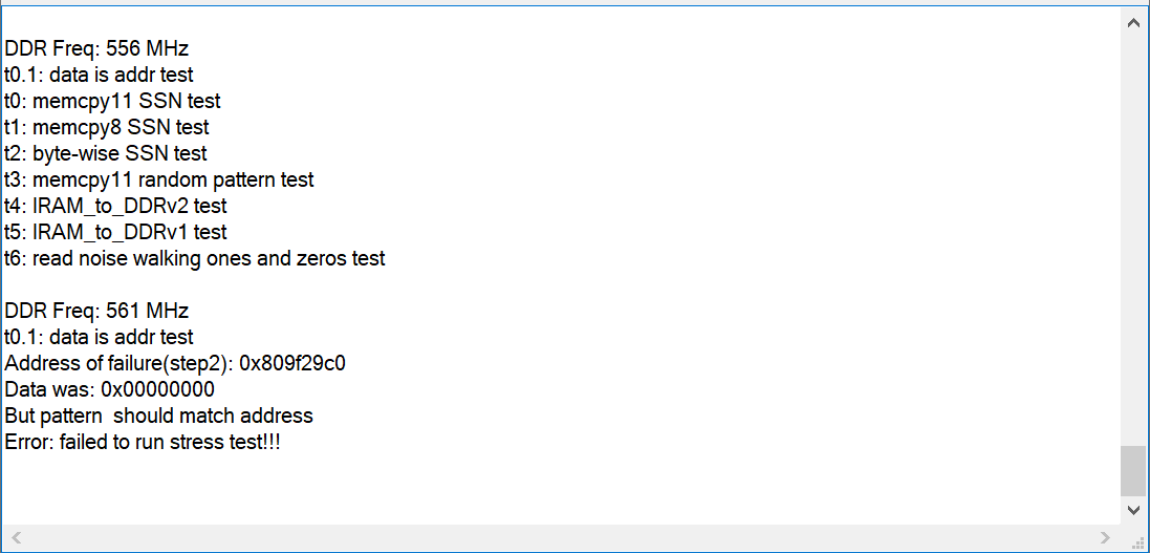 DDR Freq: 556 MHz
t0.1: data is addr test
t0: memcpy11 SSN test
t1: memcpy8 SSN test
t2: byte-wise SSN test
t3: memcpy11 random pattern test
t4: IRAM_to_DDRv2 test
t5: IRAM_to_DDRv1 test
t6: read noise walking ones and zeros test
DDR Freq: 561 MHz
t0.1: data is addr test
Address of failure(step2): 0x809f29c0
Data was: 0x00000000
But pattern  should match address
Error: failed to run stress test!!!